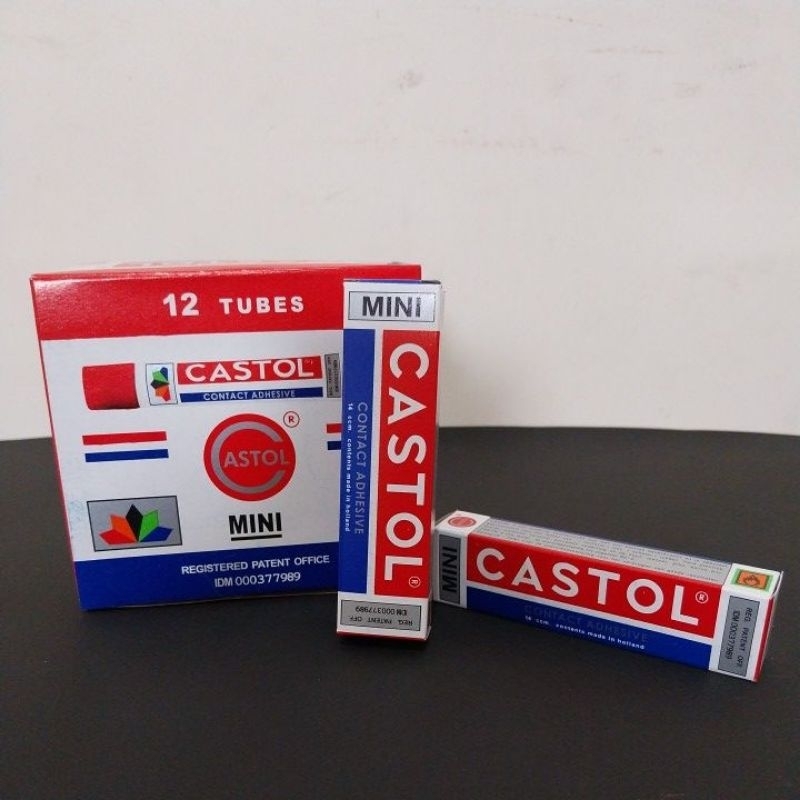 12 TUBES
CASTOL
CONTACT ADHESIVE
®
CASTOL
MINI
REGISTERED PATENT OFFICE
IDM 000377989
MINI
CASTOL®
CONTACT ADHESIVE
14 ccm. contents made in holland
REG. PATENT OFF.
IDM 000377989
MINI
CASTOL®
CONTACT ADHESIVE
14 ccm. contents made in holland
REG. PATENT OFF.
IDM 000377989